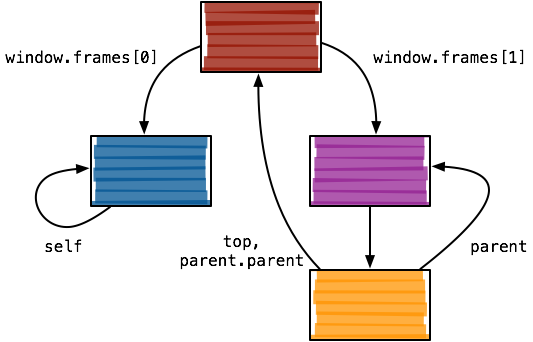 window.frames[0]
window.frames[1]
self
top,
parent.parent
parent